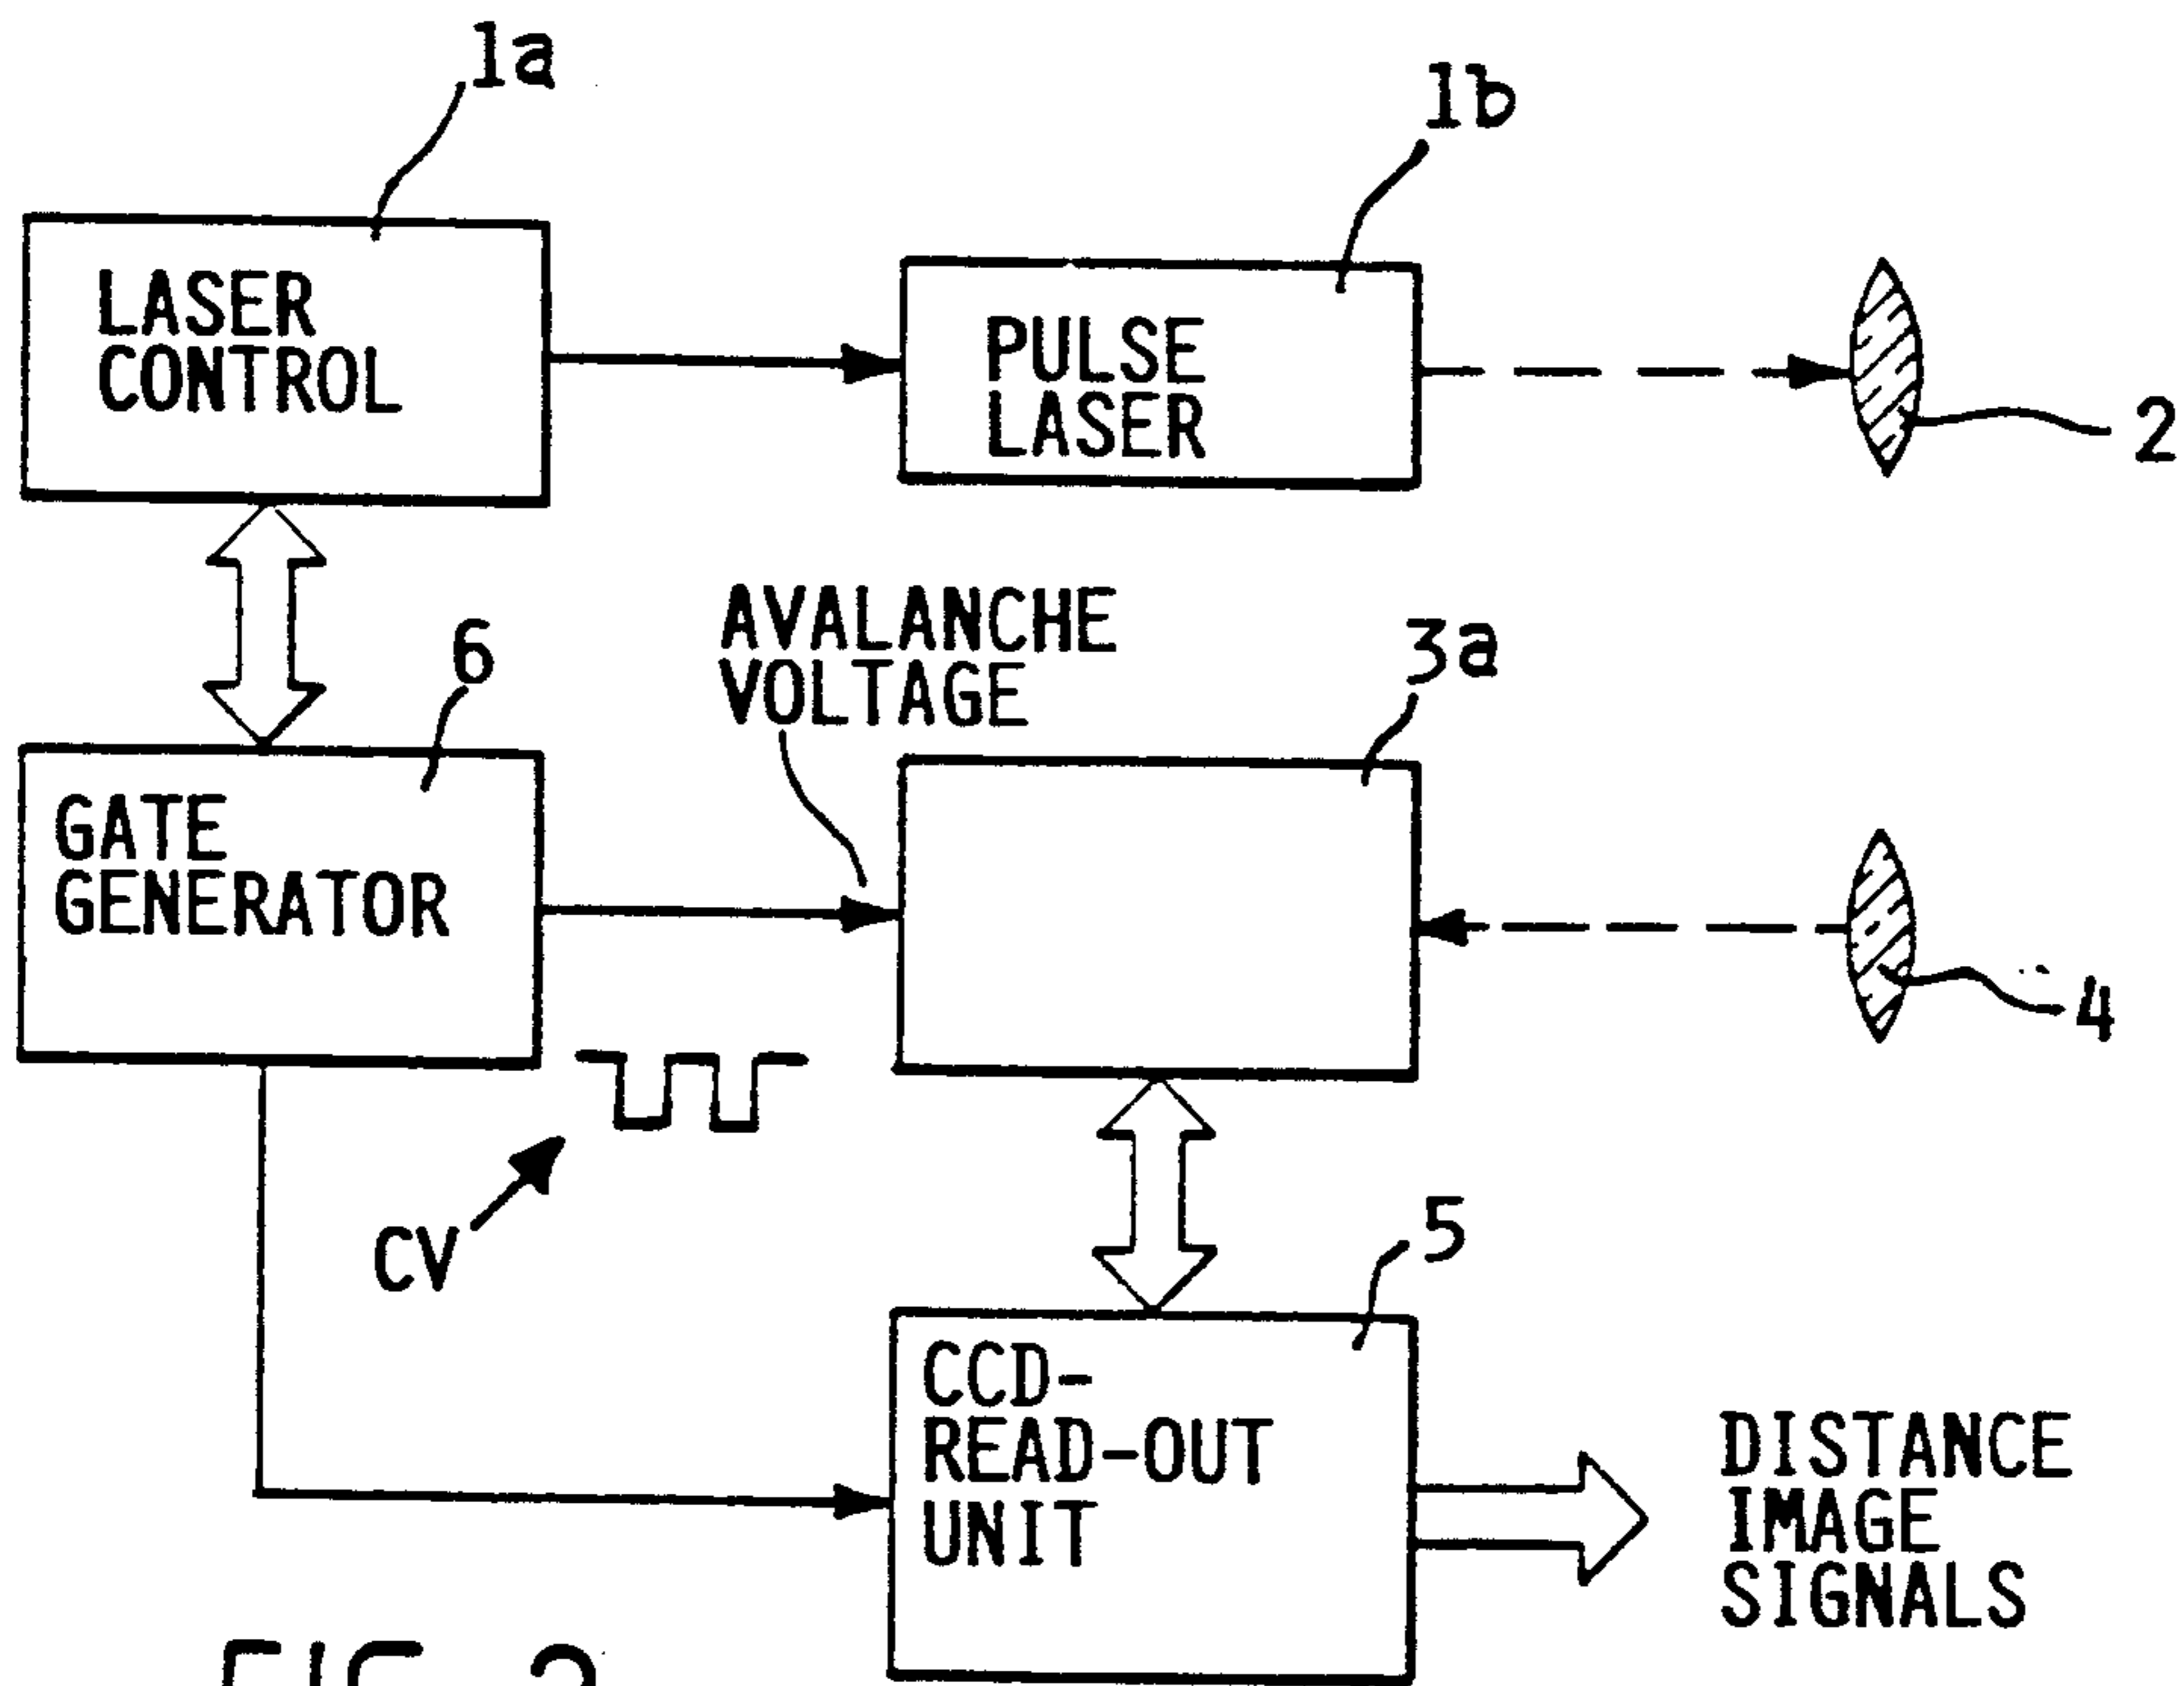 1a
1b
LASER
CONTROL
PULSE
LASER
2
AVALANCHE
VOLTAGE
6
3a
GATE
GENERATOR
4
CV
5
CCD-
READ-OUT
UNIT
DISTANCE
IMAGE
SIGNALS